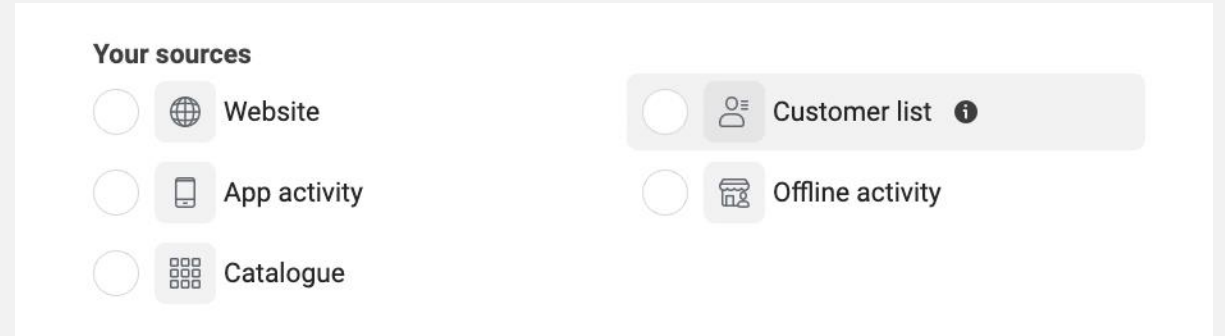 Your sources
Website
Customer list
App activity
Offline activity
Catalogue